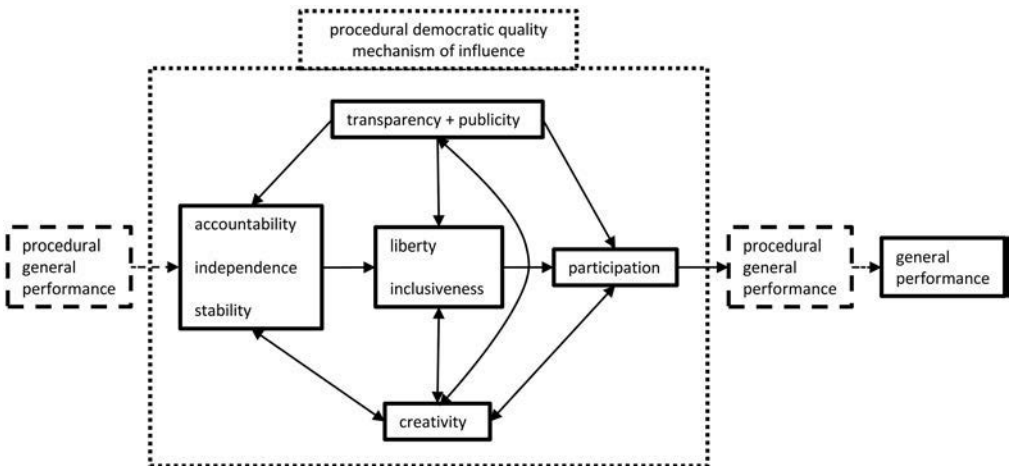 procedural democratic quality
mechanism of influence
transparency + publicity
procedural
general
performance
accountability
independence
stability
liberty
inclusiveness
participation
procedural
general
performance
general
performance
creativity